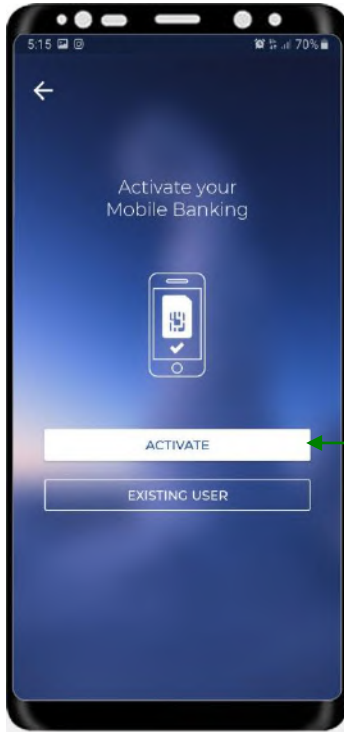 5:15 70%
Activate your
Mobile Banking
ACTIVATE
EXISTING USER